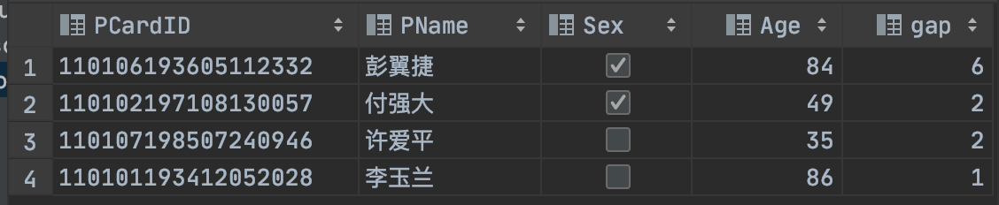 PCardID PName Sex Age gap
1 110106193605112332 彭翼捷 84 6
2 110102197108130057 付强大 49 2
3 110107198507240946 许爱平 35 2
4 110101193412052028 李玉兰 86 1